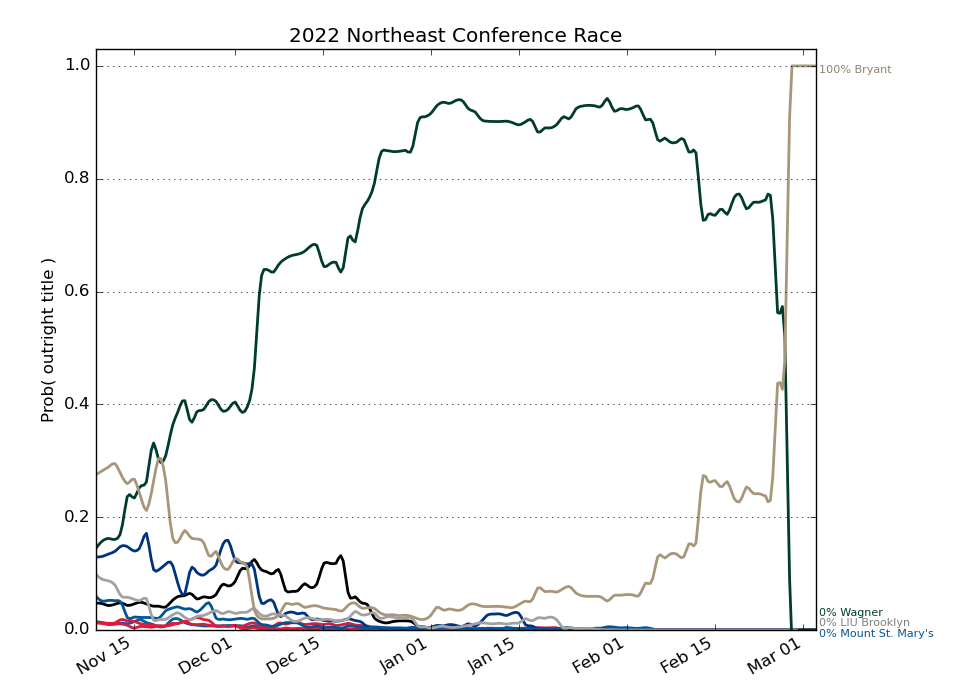 2022 Northeast Conference Race
Prob( outright title )
1.0
0.8
0.6
0.4
0.2
0.0
Nov 15
Dec 01
Dec 15
Jan 01
Jan 15
Feb 01
Feb 15
Mar 01
100% Bryant
0% Wagner
0% LIU Brooklyn
0% Mount St. Mary's